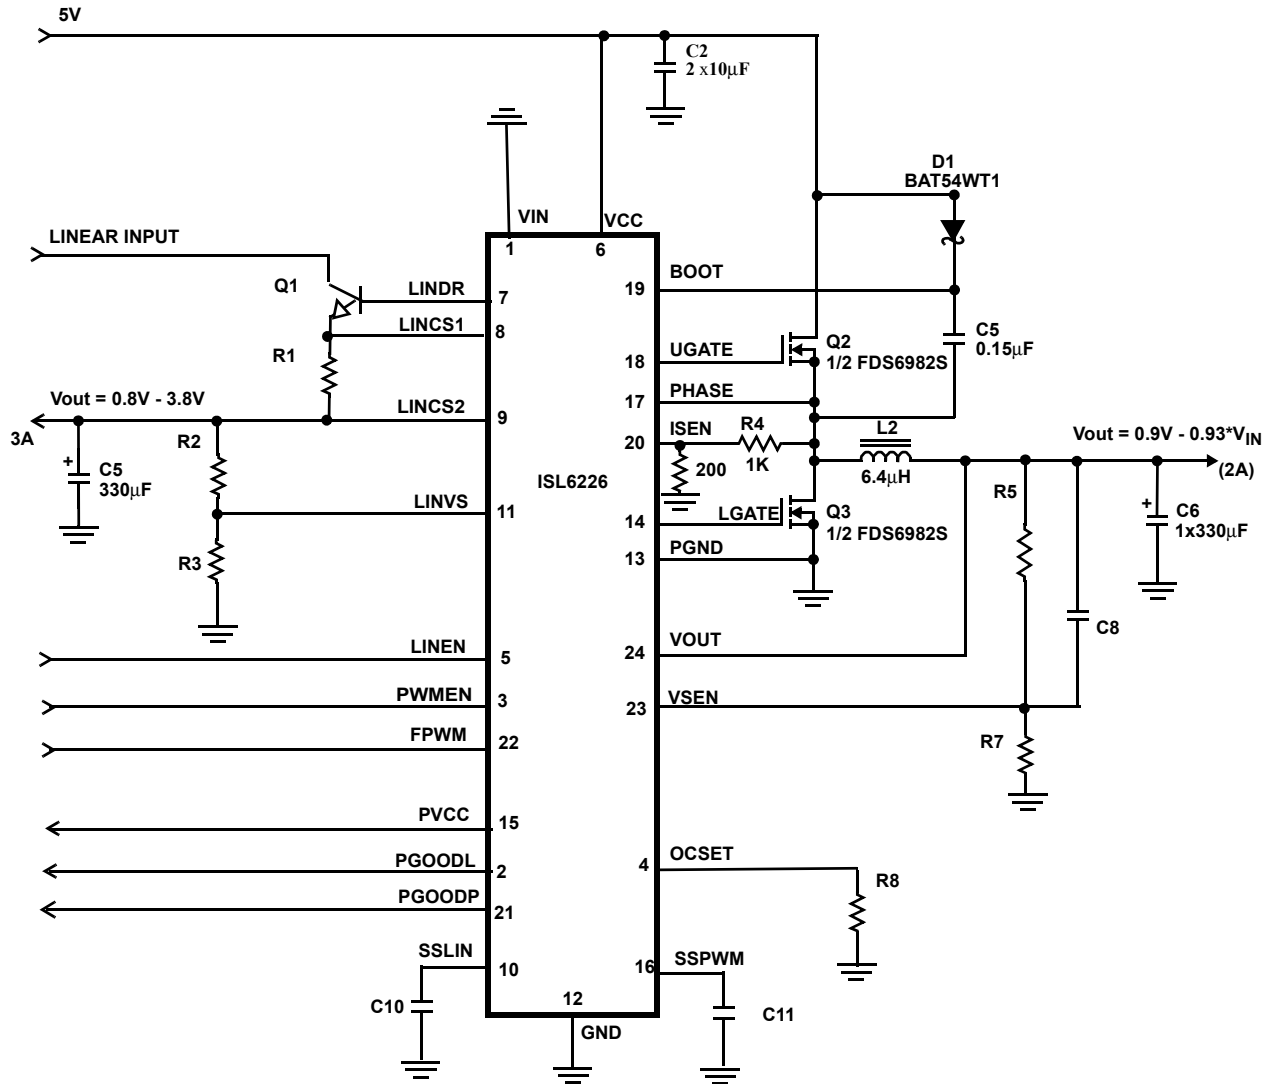 5V
C2
2 x10μF
D1
BAT54WT1
VIN
VCC
LINEAR INPUT
1
6
Q1
LINDR
7
19
BOOT
LINCS1
8
C5
0.15μF
R1
UGATE
18
Q2
1/2 FDS6982S
Vout = 0.8V - 3.8V
LINCS2
9
17
PHASE
3A
R2
20
ISEN
R4
1K
L2
6.4μH
Vout = 0.9V - 0.93*VIN
(2A)
+
C5
330μF
ISL6226
200
R5
LINVS
11
14
LGATE
Q3
1/2 FDS6982S
+
C6
1x330μF
R3
13
PGND
C8
LINEN
5
24
VOUT
PWMEN
3
23
VSEN
FPWM
22
R7
PVCC
15
PGOODL
2
4
OCSET
R8
PGOODP
21
SSLIN
10
16
SSPWM
C10
12
GND
C11